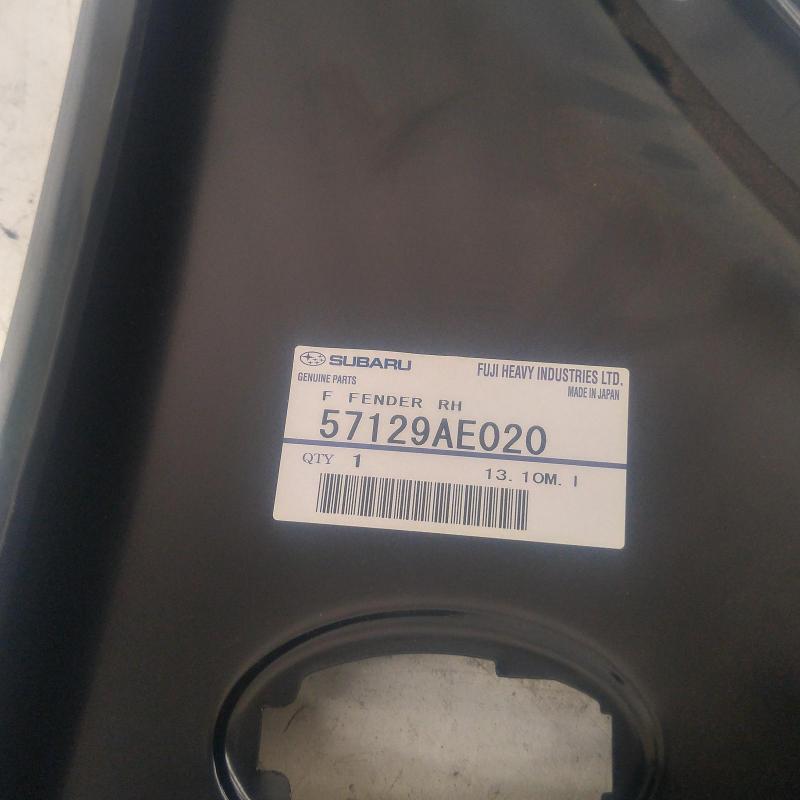 SUBARU FUJI HEAVY INDUSTRIES LTD.
GENUINE PARTS MADE IN JAPAN
F FENDER RH
57129AE020
QTY 1 13.10M.I